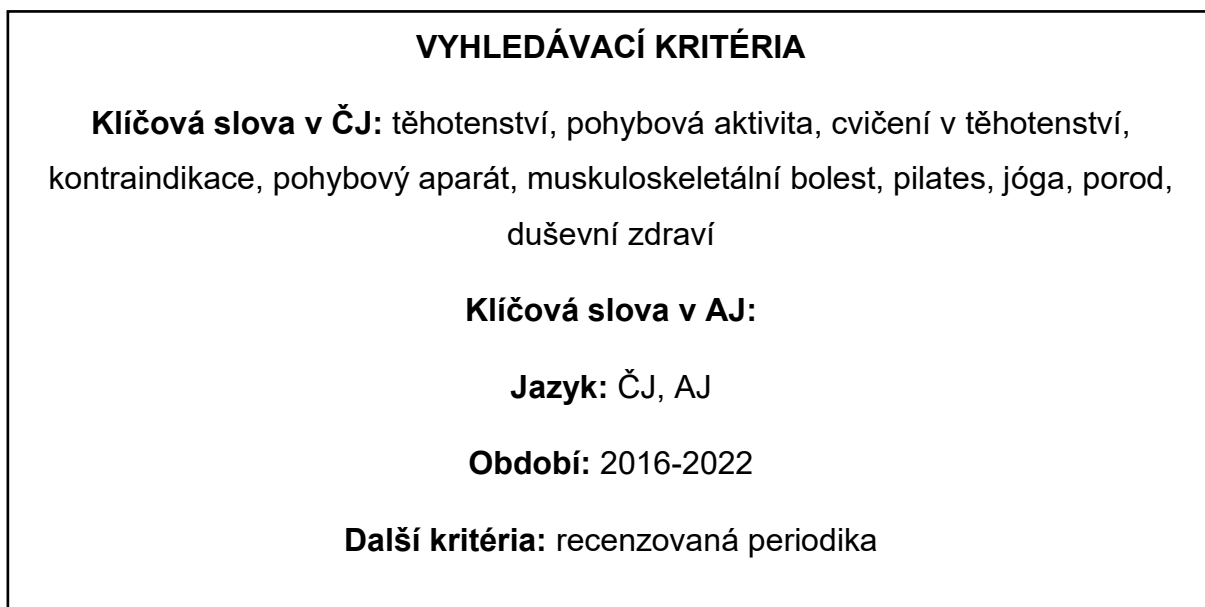 VYHLEDÁVACÍ KRITÉRIA
Klíčová slova v ČJ: těhotenství, pohybová aktivita, cvičení v těhotenství,
kontraindikace, pohybový aparát, muskuloskeletální bolest, pilates, jóga, porod,
duševní zdraví
Klíčová slova v AJ:
Jazyk: ČJ, AJ
Období: 2016-2022
Další kritéria: recenzovaná periodika